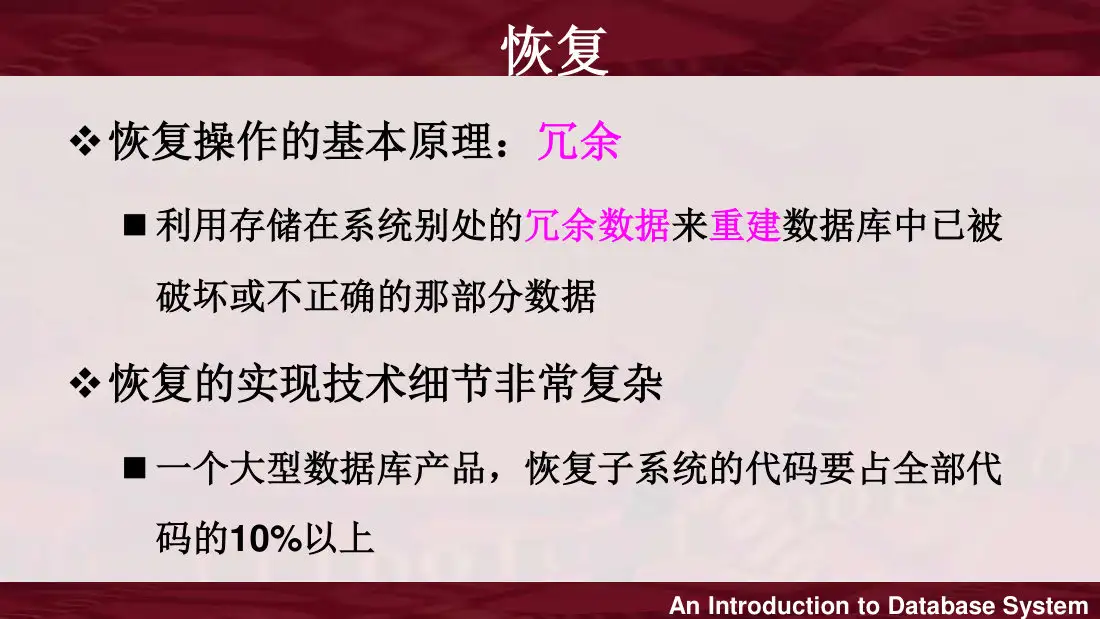 恢复
❖恢复操作的基本原理：冗余
■利用存储在系统别处的冗余数据来重建数据库中已被
破坏或不正确的那部分数据
❖恢复的实现技术细节非常复杂
■一个大型数据库产品，恢复子系统的代码要占全部代
码的10%以上
An Introduction to Database System